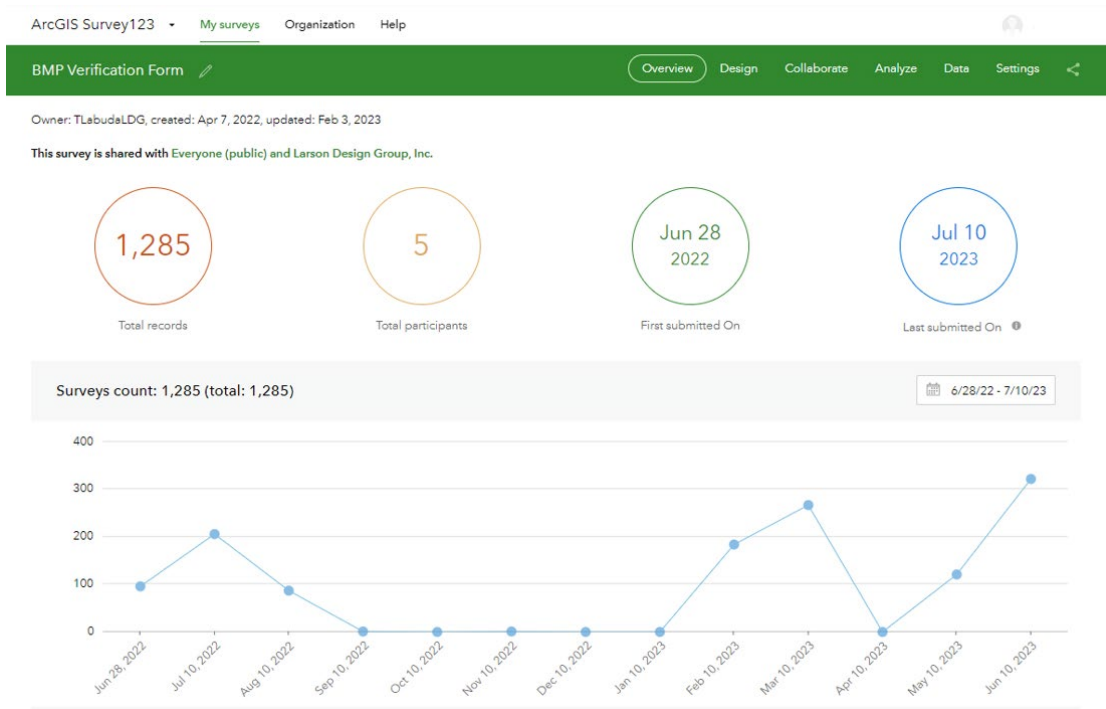 ArcGIS Survey123 My surveys Organization Help
BMP Verification Form Overview Design Collaborate Analyze Data Settings
Owner: TLabudaLDG, created: Apr 7, 2022, updated: Feb 3, 2023
This survey is shared with Everyone (public) and Larson Design Group, Inc.
1,285
Total records
5
Total participants
Jun 28
2022
First submitted On
Jul 10
2023
Last submitted On
Surveys count: 1,285 (total: 1,285) 6/28/22 - 7/10/23
400
300
200
100
0
Jun 28, 2022 Jul 10, 2022 Aug 10, 2022 Sep 10, 2022 Oct 10, 2022 Nov 10, 2022 Dec 10, 2022 Jan 10, 2023 Feb 10, 2023 Mar 10, 2023 Apr 10, 2023 May 10, 2023 Jun 10, 2023